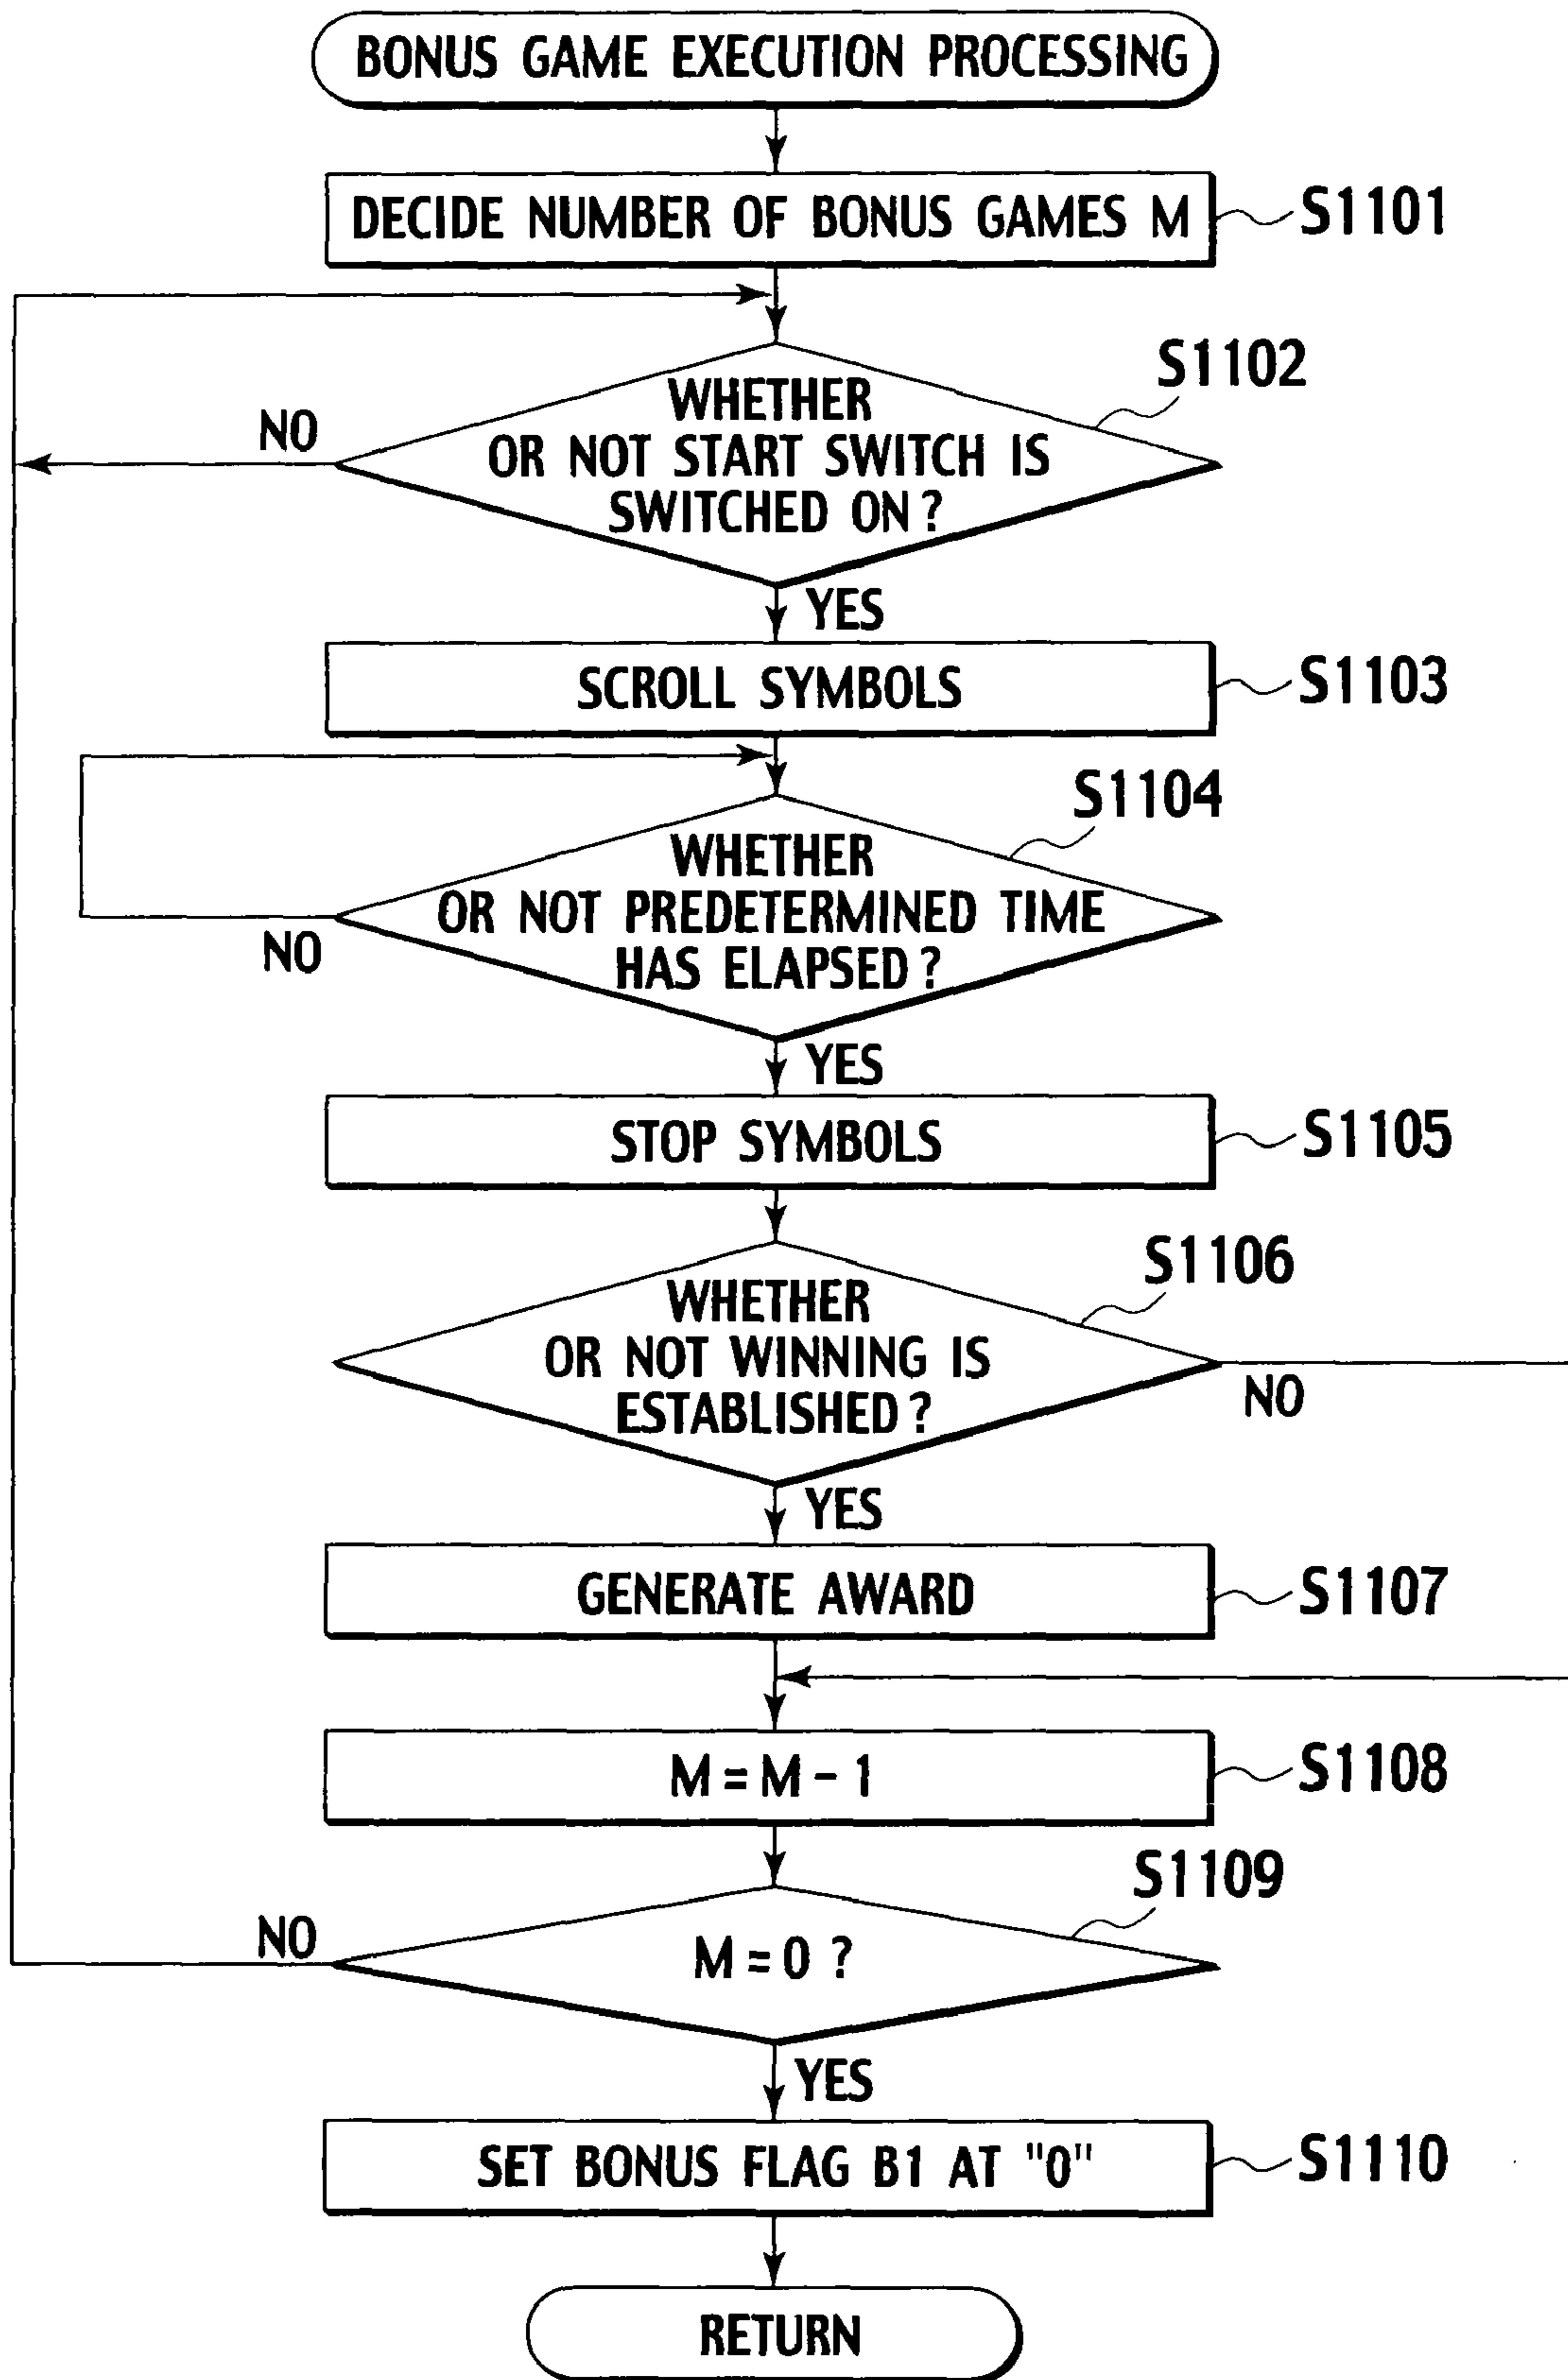 BONUS GAME EXECUTION PROCESSING
DECIDE NUMBER OF BONUS GAMES M
S1101
S1102
WHETHER
OR NOT START SWITCH IS
SWITCHED ON?
NO
YES
SCROLL SYMBOLS
S1103
S1104
WHETHER
OR NOT PREDETERMINED TIME
HAS ELAPSED?
NO
YES
STOP SYMBOLS
S1105
S1106
WHETHER
OR NOT WINNING IS
ESTABLISHED?
NO
YES
GENERATE AWARD
S1107
M=M-1
S1108
S1109
NO
M=0?
YES
SET BONUS FLAG B1 AT "0"
S1110
RETURN